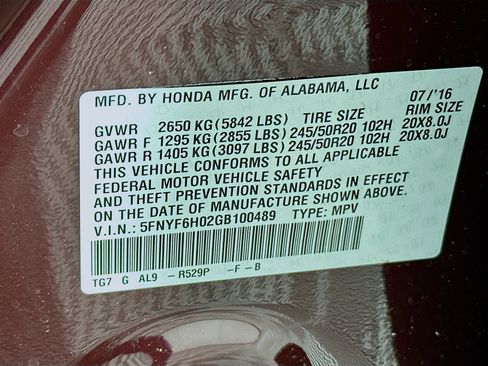 MFD. BY HONDA MFG. OF ALABAMA, LLC 07/'16
GVWR 2650 KG (5842 LBS) TIRE SIZE RIM SIZE
GAWR F 1295 KG (2855 LBS) 245/50R20 102H 20X8.0J
GAWR R 1405 KG (3097 LBS) 245/50R20 102H 20X8.0J
THIS VEHICLE CONFORMS TO ALL APPLICABLE
FEDERAL MOTOR VEHICLE SAFETY
AND THEFT PREVENTION STANDARDS IN EFFECT
ON THE DATE OF MANUFACTURE SHOWN ABOVE.
V.I.N.: 5FNYF6H02GB100489 TYPE: MPV
TG7 G AL9 -R529P -F-B